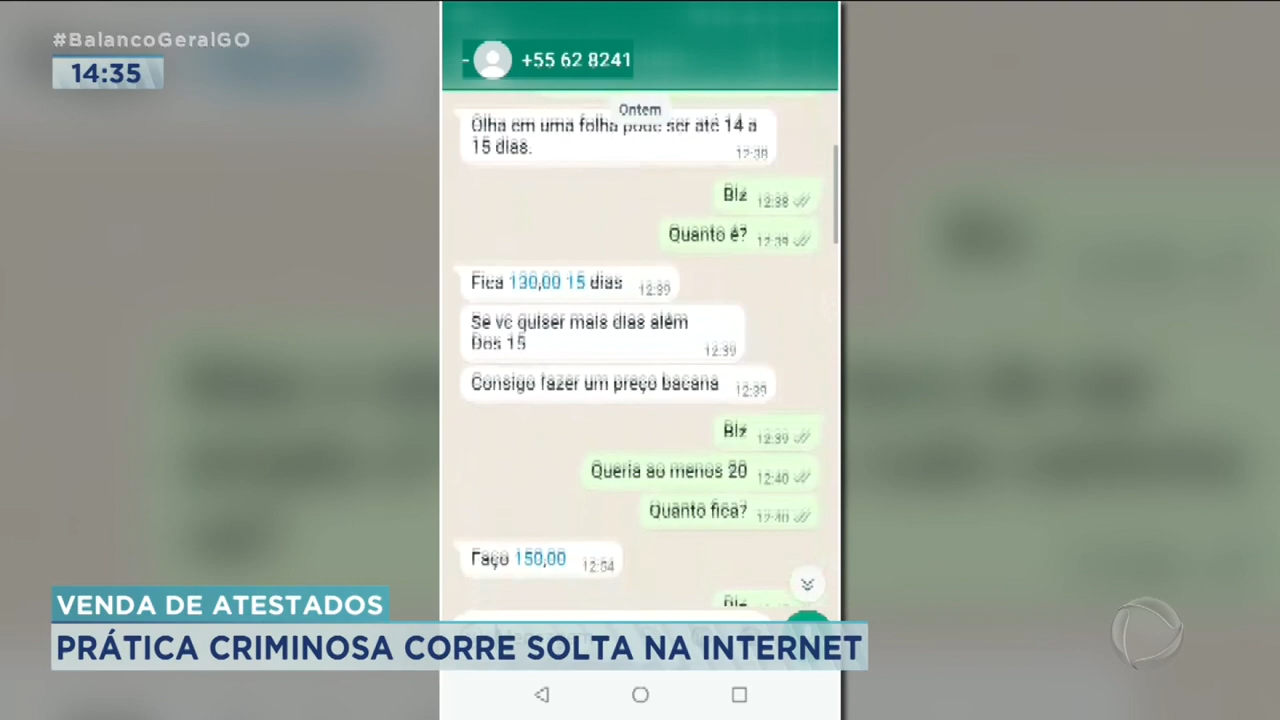 #BalancoGeralGO
14:35
+55 62 8241
Ontem
Olha em uma folha pode ser até 14 a
15 dias.
12:38
Blz
12:38
Quanto é?
12:39
Fica 130,00 15 dias
12:39
Se vc quiser mais dias além
Dos 15
12:39
Consigo fazer um preço bacana
12:39
Blz
12:39
Queria ao menos 20
12:40
Quanto fica?
12:40
Faço 150,00
12:54
Blz
VENDA DE ATESTADOS
PRÁTICA CRIMINOSA CORRE SOLTA NA INTERNET